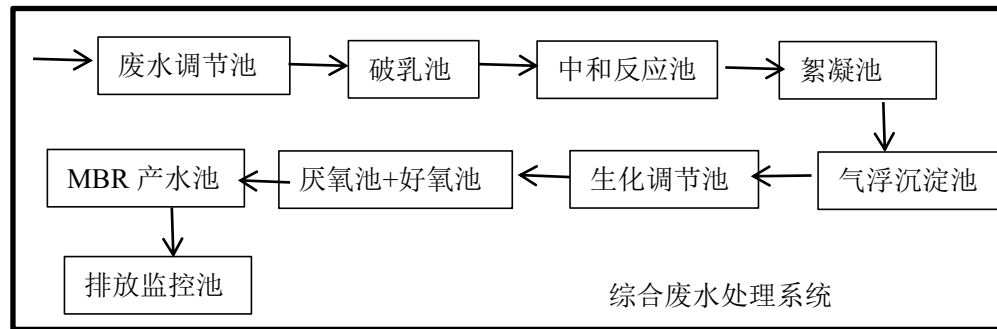 废水调节池
破乳池
中和反应池
絮凝池
气浮沉淀池
生化调节池
厌氧池+好氧池
MBR 产水池
排放监控池
综合废水处理系统